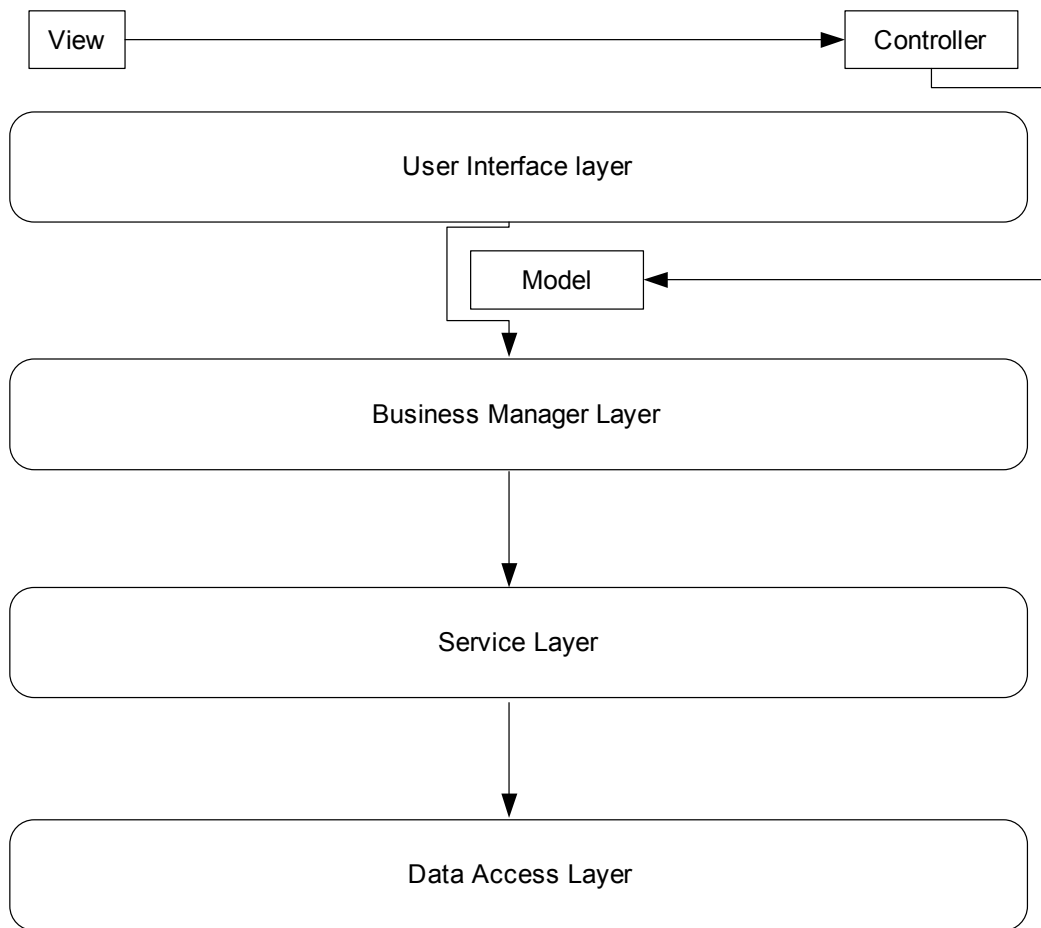 View
Controller
User Interface layer
Model
Business Manager Layer
Service Layer
Data Access Layer